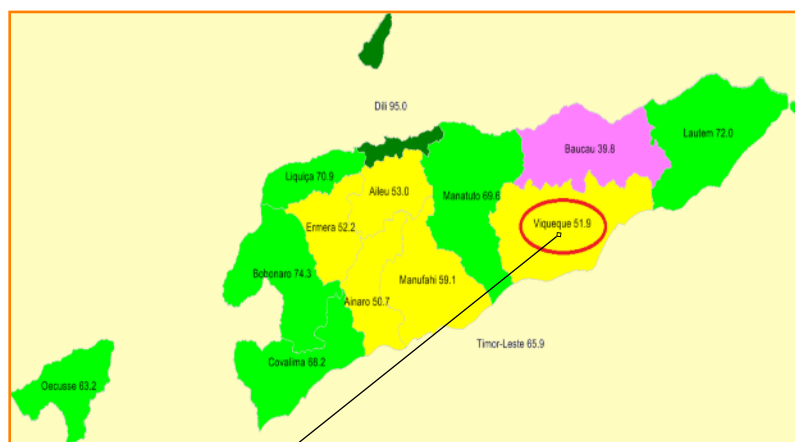 Dili 95.0
Lautem 72.0
Baucau 39.8
Liquiça 70.9
Aileu 53.0
Manatuto 69.6
Ermera 52.2
Viqueque 51.9
Bobonaro 74.3
Manufahi 59.1
Ainaro 50.7
Timor-Leste 65.9
Covalima 68.2
Oecusse 63.2